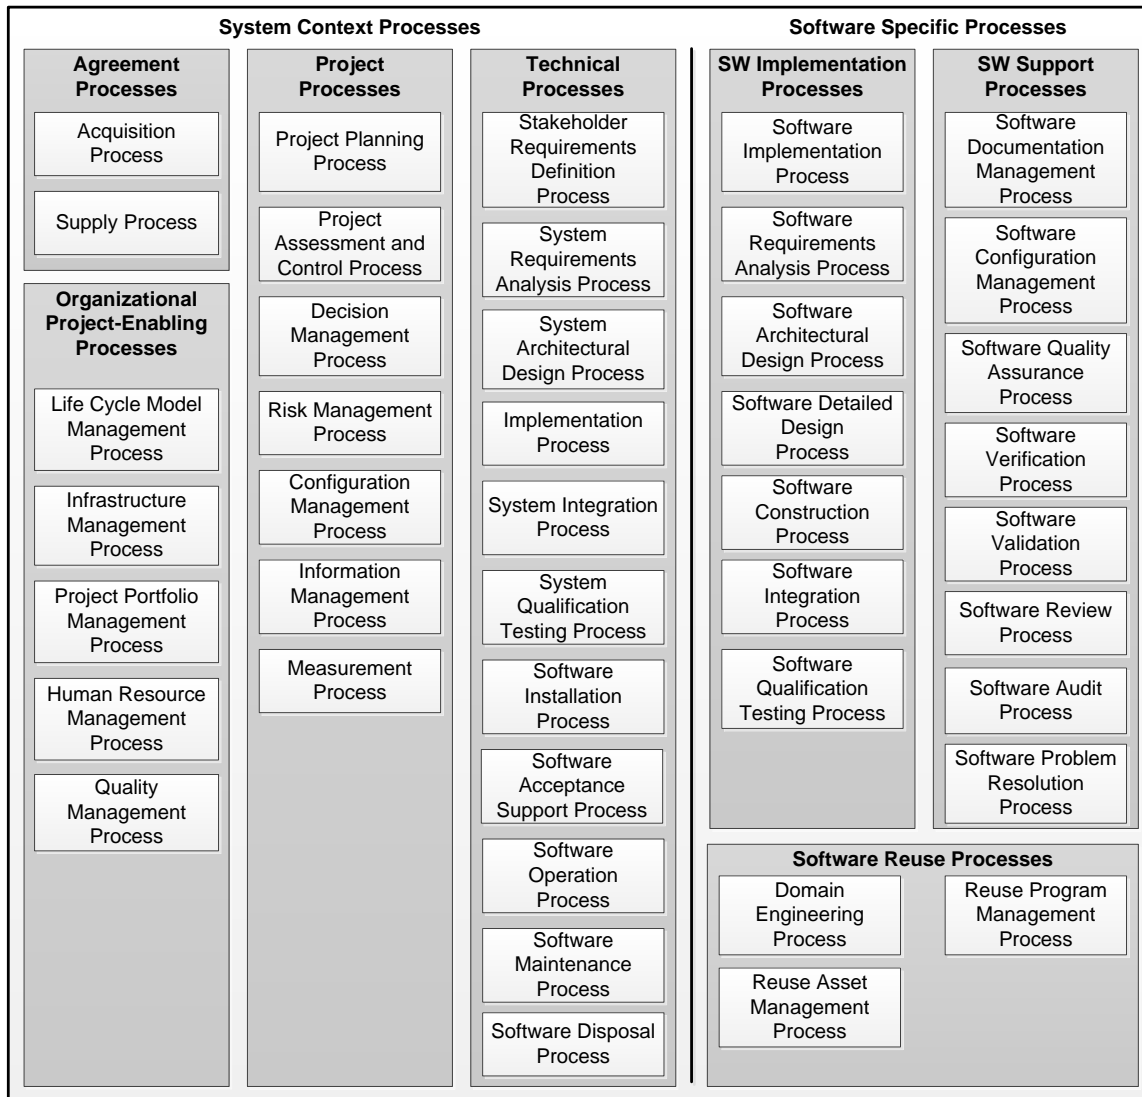 System Context Processes
Software Specific Processes
Agreement
Processes
Acquisition
Process
Supply Process
Organizational
Project-Enabling
Processes
Life Cycle Model
Management
Process
Infrastructure
Management
Process
Project Portfolio
Management
Process
Human Resource
Management
Process
Quality
Management
Process
Project
Processes
Project Planning
Process
Project
Assessment and
Control Process
Decision
Management
Process
Risk Management
Process
Configuration
Management
Process
Information
Management
Process
Measurement
Process
Technical
Processes
Stakeholder
Requirements
Definition
Process
System
Requirements
Analysis Process
System
Architectural
Design Process
Implementation
Process
System Integration
Process
System
Qualification
Testing Process
Software
Installation
Process
Software
Acceptance
Support Process
Software
Operation
Process
Software
Maintenance
Process
Software Disposal
Process
SW Implementation
Processes
Software
Implementation
Process
Software
Requirements
Analysis Process
Software
Architectural
Design Process
Software Detailed
Design
Process
Software
Construction
Process
Software
Integration
Process
Software
Qualification
Testing Process
SW Support
Processes
Software
Documentation
Management
Process
Software
Configuration
Management
Process
Software Quality
Assurance
Process
Software
Verification
Process
Software
Validation
Process
Software Review
Process
Software Audit
Process
Software Problem
Resolution
Process
Software Reuse Processes
Domain
Engineering
Process
Reuse Program
Management
Process
Reuse Asset
Management
Process